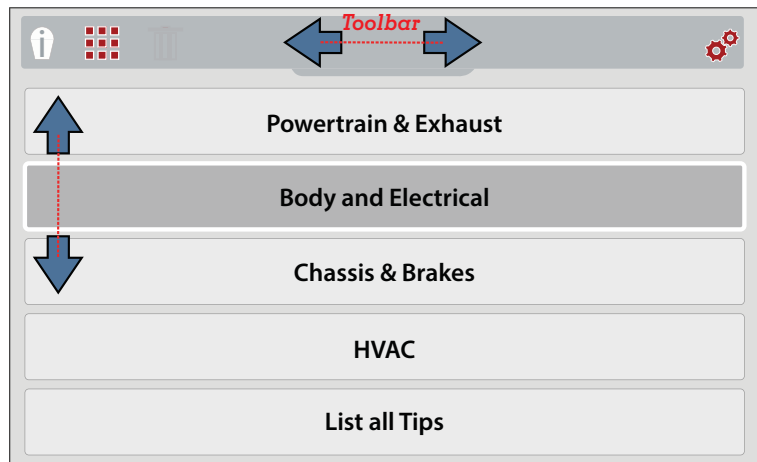 Toolbar
Powertrain & Exhaust
Body and Electrical
Chassis & Brakes
HVAC
List all Tips